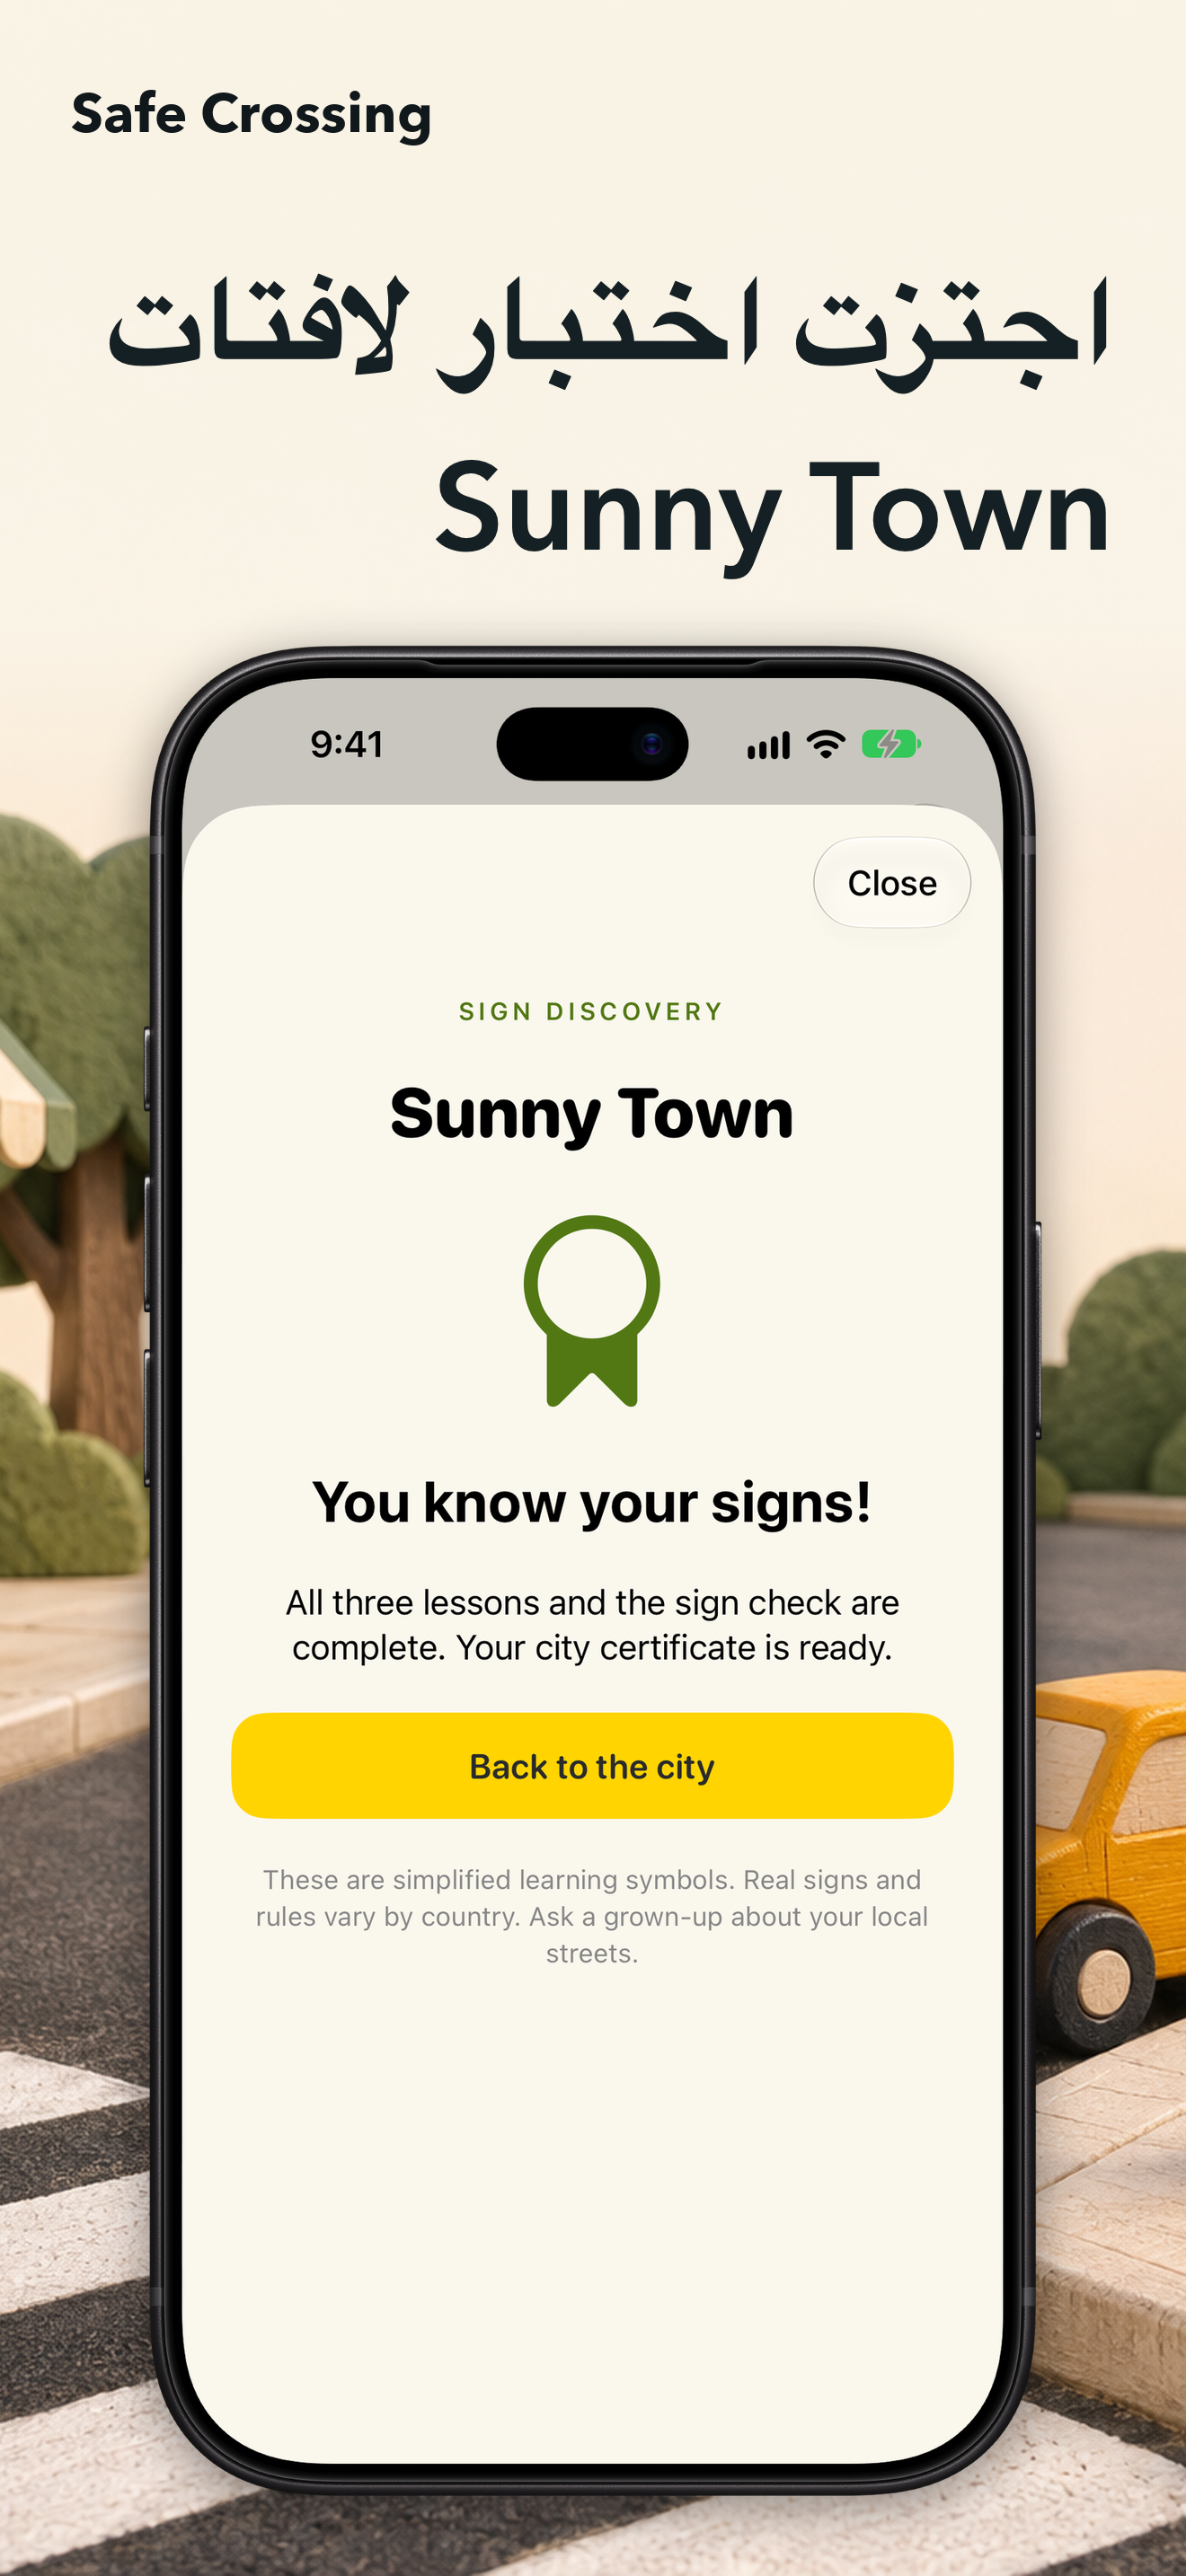 Safe Crossing
اجتزت اختبار لافتات
Sunny Town
9:41
Close
SIGN DISCOVERY
Sunny Town
You know your signs!
All three lessons and the sign check are
complete. Your city certificate is ready.
Back to the city
These are simplified learning symbols. Real signs and
rules vary by country. Ask a grown-up about your local
streets.